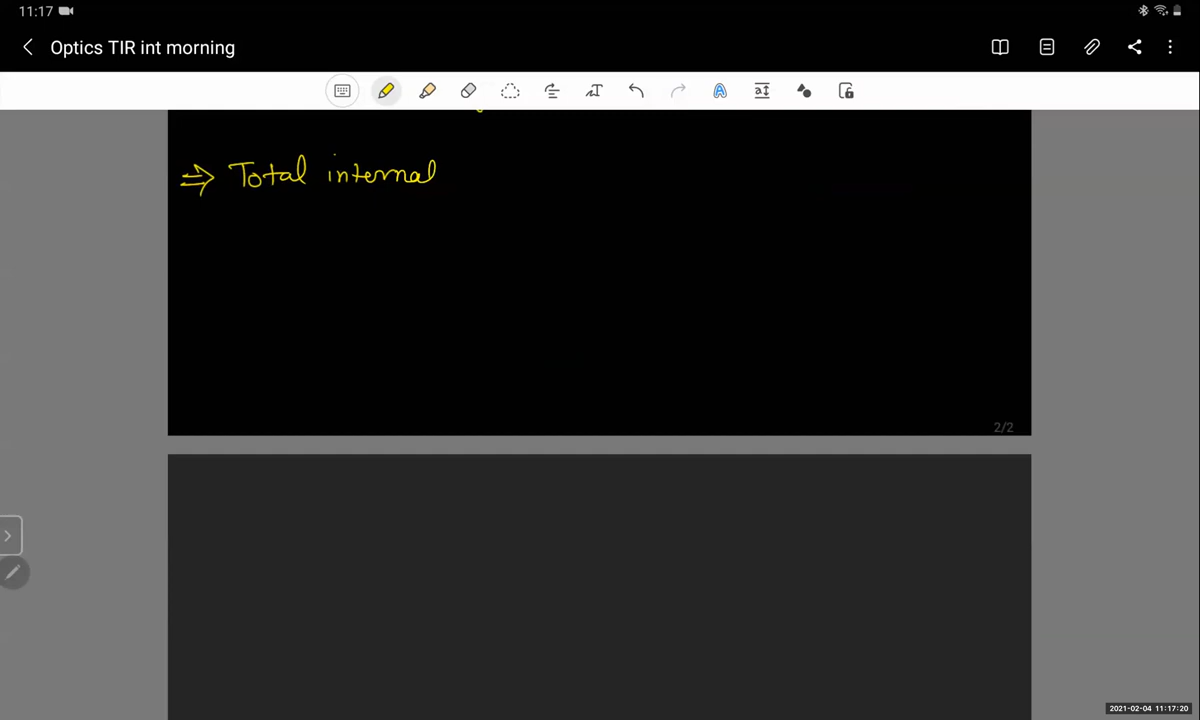 11:17
Optics TIR int morning
⇒ Total internal
2/2
2021-02-04 11:17:20